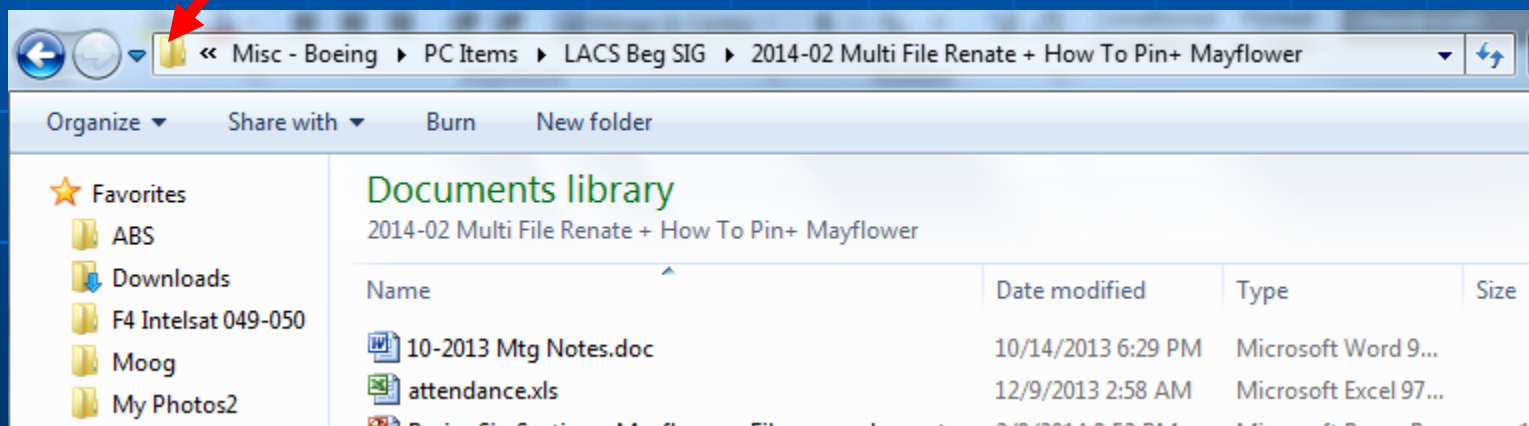 « Misc - Boeing ▸ PC Items ▸ LACS Beg SIG ▸ 2014-02 Multi File Renate + How To Pin+ Mayflower
Organize Share with Burn New folder
Favorites
ABS
Downloads
F4 Intelsat 049-050
Moog
My Photos2
Documents library
2014-02 Multi File Renate + How To Pin+ Mayflower
Name Date modified Type Size
10-2013 Mtg Notes.doc 10/14/2013 6:29 PM Microsoft Word 9...
attendance.xls 12/9/2013 2:58 AM Microsoft Excel 97...